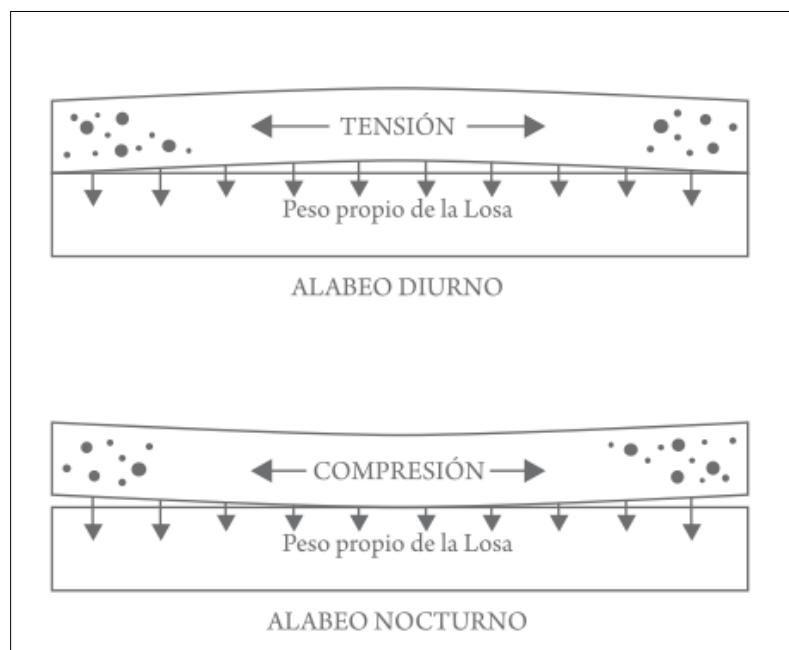 TENSIÓN
Peso propio de la Losa
ALABEO DIURNO
COMPRESIÓN
Peso propio de la Losa
ALABEO NOCTURNO